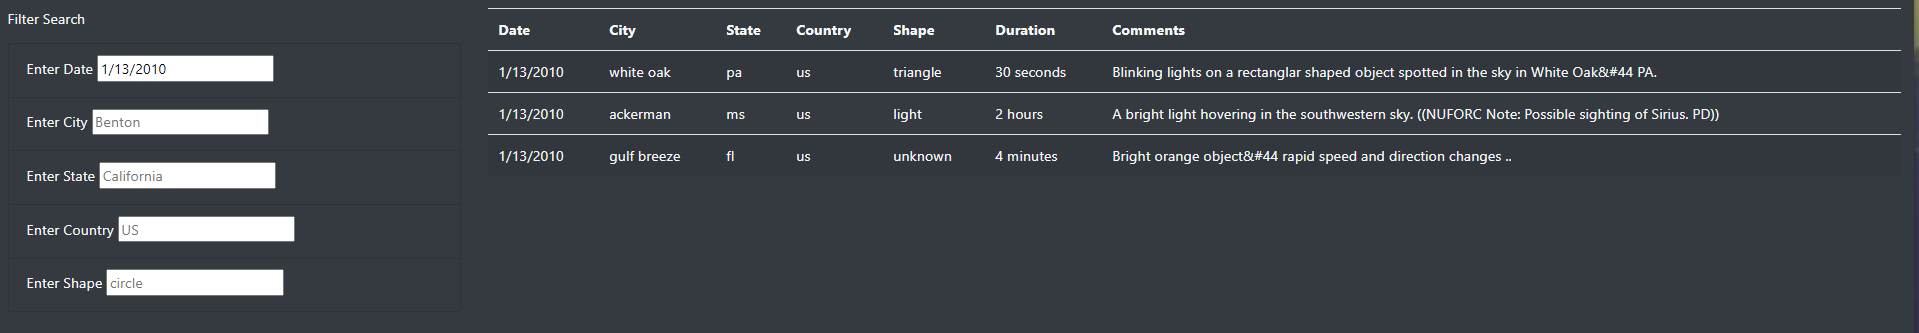 Filter Search
Enter Date 1/13/2010
Enter City Benton
Enter State California
Enter Country US
Enter Shape circle
Date City State Country Shape Duration Comments
1/13/2010 white oak pa us triangle 30 seconds Blinking lights on a rectanglar shaped object spotted in the sky in White Oak&#44 PA.
1/13/2010 ackerman ms us light 2 hours A bright light hovering in the southwestern sky. ((NUFORC Note: Possible sighting of Sirius. PD))
1/13/2010 gulf breeze fl us unknown 4 minutes Bright orange object&#44 rapid speed and direction changes ..